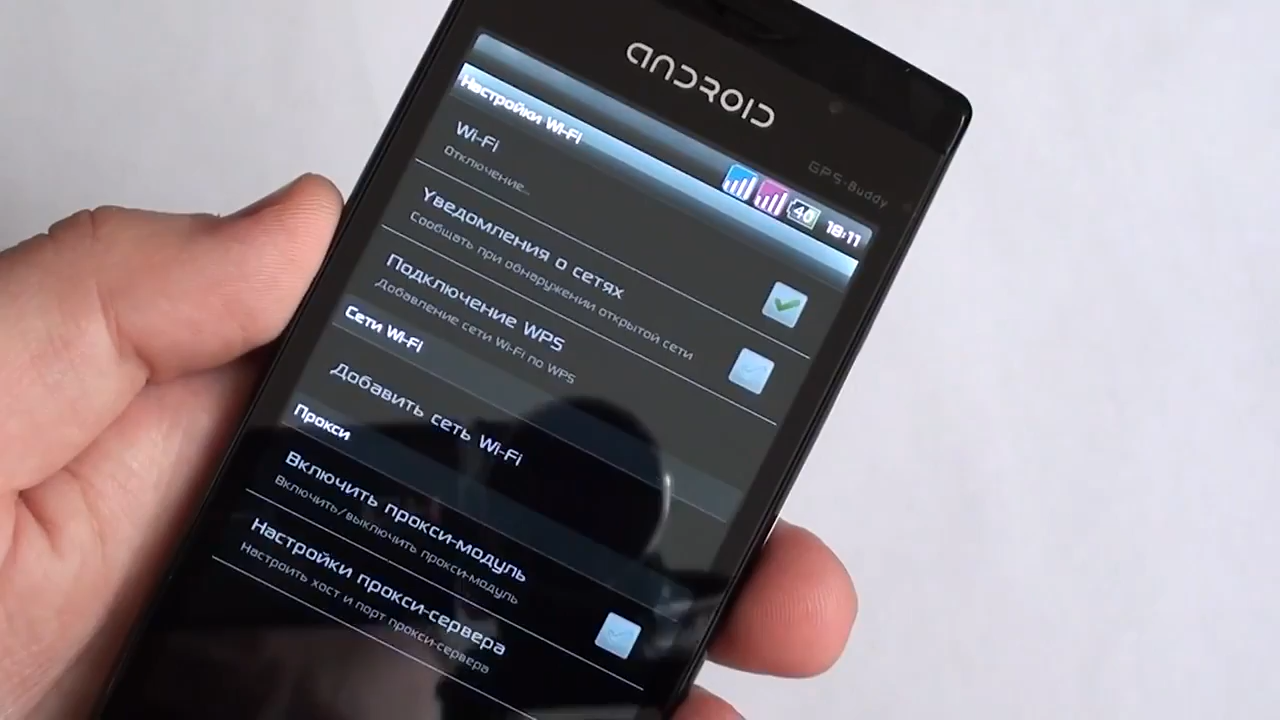 ANDROID
GPS-Buddy
40 18:11
Настройки Wi-Fi
Wi-Fi
Отключение...
Уведомления о сетях
Сообщать при обнаружении открытой сети
Подключение WPS
Добавление сети Wi-Fi по WPS
Сети Wi-Fi
Добавить сеть Wi-Fi
Прокси
Включить прокси-модуль
Включить/выключить прокси-модуль
Настройки прокси-сервера
Настроить хост и порт прокси-сервера